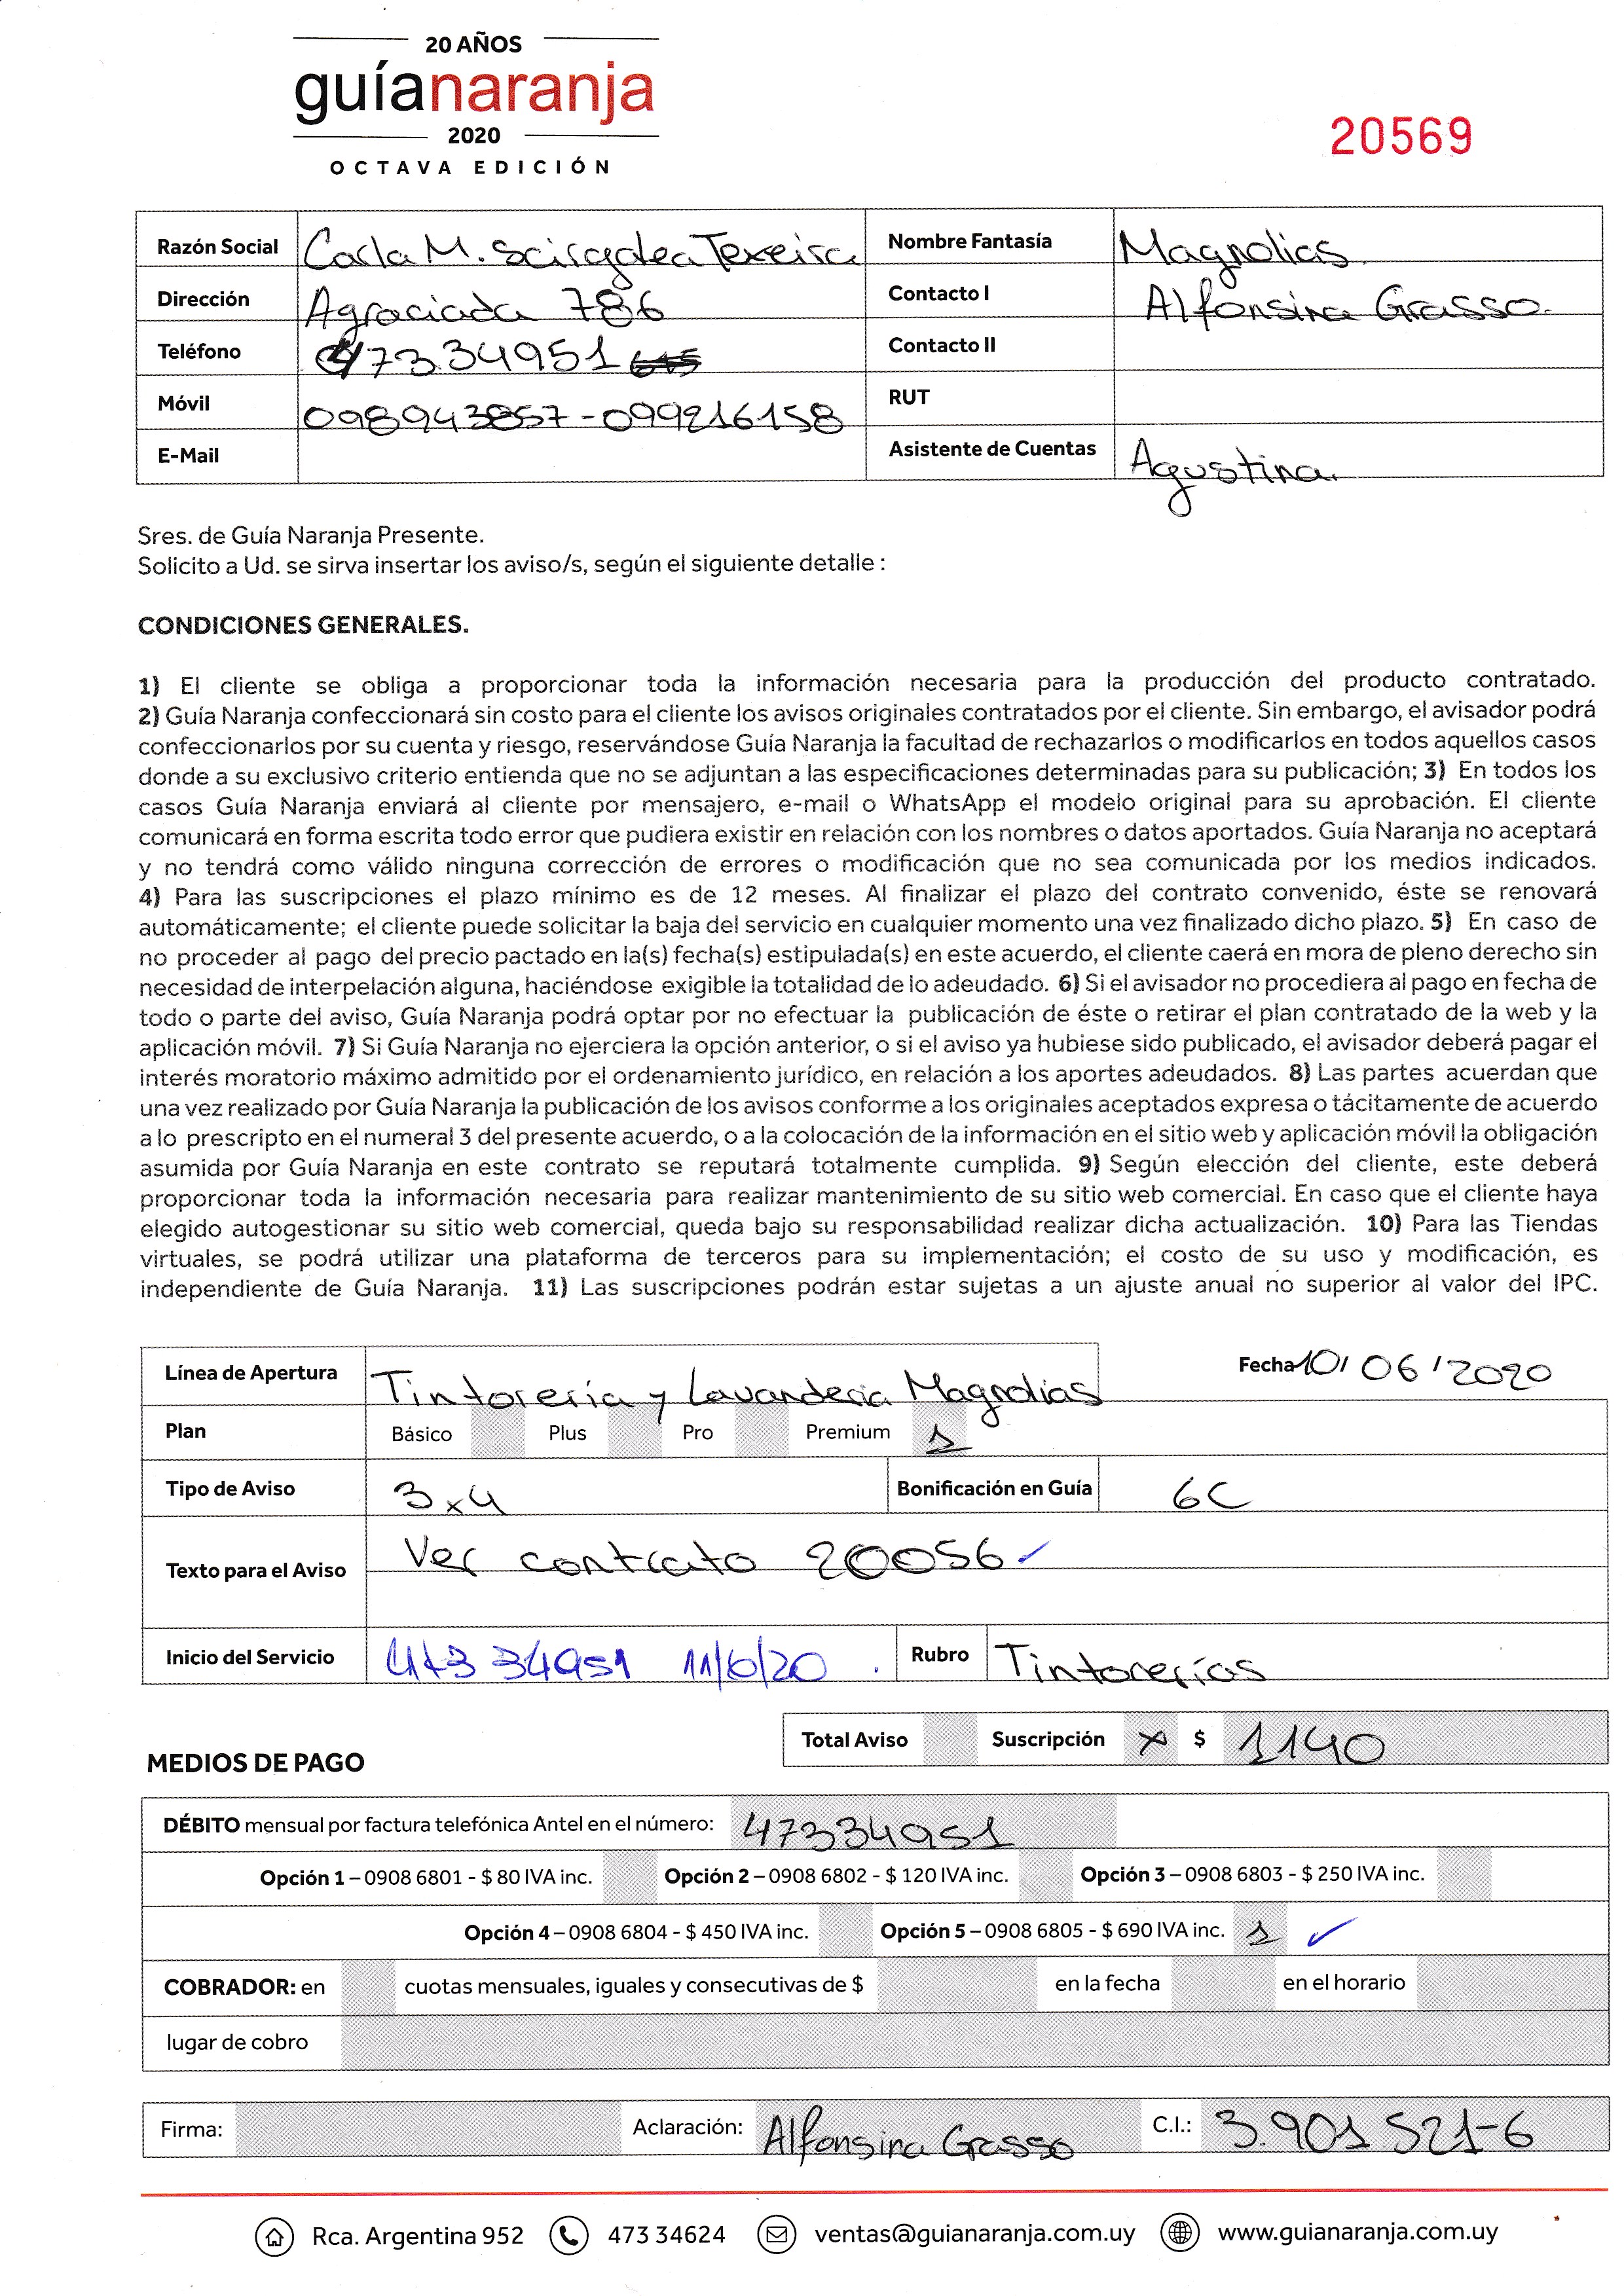 20 AÑOS
guíanaranja
2020
OCTAVA EDICIÓN
20569
Razón Social Carla M. Texeira Nombre Fantasía Magnolias
Dirección Agraciada 786 Contacto I Alfonsina Grasso.
Teléfono 47334951 Contacto II
Móvil 098943857-099216158 RUT
E-Mail Asistente de Cuentas Agustina.
Sres. de Guía Naranja Presente.
Solicito a Ud. se sirva insertar los aviso/s, según el siguiente detalle :
CONDICIONES GENERALES.
1) El cliente se obliga a proporcionar toda la información necesaria para la producción del producto contratado.
2) Guía Naranja confeccionará sin costo para el cliente los avisos originales contratados por el cliente. Sin embargo, el avisador podrá
confeccionarlos por su cuenta y riesgo, reservándose Guía Naranja la facultad de rechazarlos o modificarlos en todos aquellos casos
donde a su exclusivo criterio entienda que no se adjuntan a las especificaciones determinadas para su publicación; 3) En todos los
casos Guía Naranja enviará al cliente por mensajero, e-mail o WhatsApp el modelo original para su aprobación. El cliente
comunicará en forma escrita todo error que pudiera existir en relación con los nombres o datos aportados. Guía Naranja no aceptará
y no tendrá como válido ninguna corrección de errores o modificación que no sea comunicada por los medios indicados.
4) Para las suscripciones el plazo mínimo es de 12 meses. Al finalizar el plazo del contrato convenido, éste se renovará
automáticamente; el cliente puede solicitar la baja del servicio en cualquier momento una vez finalizado dicho plazo. 5) En caso de
no proceder al pago del precio pactado en la(s) fecha(s) estipulada(s) en este acuerdo, el cliente caerá en mora de pleno derecho sin
necesidad de interpelación alguna, haciéndose exigible la totalidad de lo adeudado. 6) Si el avisador no procediera al pago en fecha de
todo o parte del aviso, Guía Naranja podrá optar por no efectuar la publicación de éste o retirar el plan contratado de la web y la
aplicación móvil. 7) Si Guía Naranja no ejerciera la opción anterior, o si el aviso ya hubiese sido publicado, el avisador deberá pagar el
interés moratorio máximo admitido por el ordenamiento jurídico, en relación a los aportes adeudados. 8) Las partes acuerdan que
una vez realizado por Guía Naranja la publicación de los avisos conforme a los originales aceptados expresa o tácitamente de acuerdo
a lo prescripto en el numeral 3 del presente acuerdo, o a la colocación de la información en el sitio web y aplicación móvil la obligación
asumida por Guía Naranja en este contrato se reputará totalmente cumplida. 9) Según elección del cliente, este deberá
proporcionar toda la información necesaria para realizar mantenimiento de su sitio web comercial. En caso que el cliente haya
elegido autogestionar su sitio web comercial, queda bajo su responsabilidad realizar dicha actualización. 10) Para las Tiendas
virtuales, se podrá utilizar una plataforma de terceros para su implementación; el costo de su uso y modificación, es
independiente de Guía Naranja. 11) Las suscripciones podrán estar sujetas a un ajuste anual no superior al valor del IPC.
Línea de Apertura Tintorería y Lavanderia Magnolias Fecha 10/06/2020
Plan Básico Plus Pro Premium 1
Tipo de Aviso 3x4 Bonificación en Guía 6C
Texto para el Aviso Ver contrato 20056 ✓
Inicio del Servicio 473 34951 11/6/20 . Rubro Tintorerías
Total Aviso Suscripción x $ 1140
MEDIOS DE PAGO
DÉBITO mensual por factura telefónica Antel en el número: 47334951
Opción 1 – 0908 6801 - $ 80 IVA inc. Opción 2 – 0908 6802 - $ 120 IVA inc. Opción 3 – 0908 6803 - $ 250 IVA inc.
Opción 4 – 0908 6804 - $ 450 IVA inc. Opción 5 – 0908 6805 - $ 690 IVA inc. 1 ✓
COBRADOR: en cuotas mensuales, iguales y consecutivas de $ en la fecha en el horario
lugar de cobro
Firma: Aclaración: Alfonsina Grasso C.I.: 3.901521-6
Rca. Argentina 952 473 34624 ventas@guianaranja.com.uy www.guianaranja.com.uy